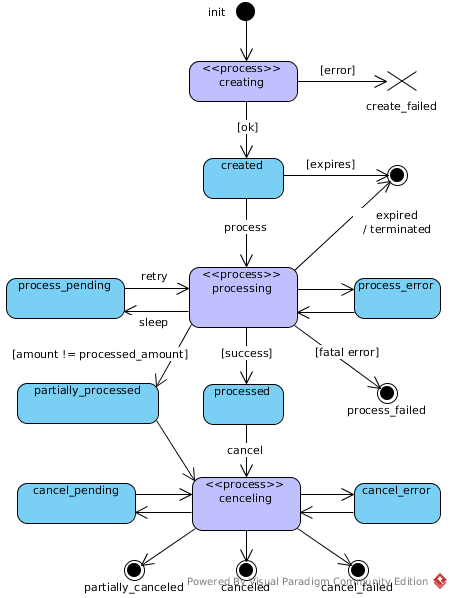 init
<<process>>
creating
[error]
create_failed
[ok]
created
[expires]
expired
/ terminated
process
<<process>>
processing
process_pending
retry
sleep
process_error
[amount != processed_amount]
[success]
[fatal error]
partially_processed
processed
process_failed
cancel
<<process>>
cenceling
cancel_pending
cancel_error
partially_canceled
canceled
cancel_failed
Powered By Visual Paradigm Community Edition